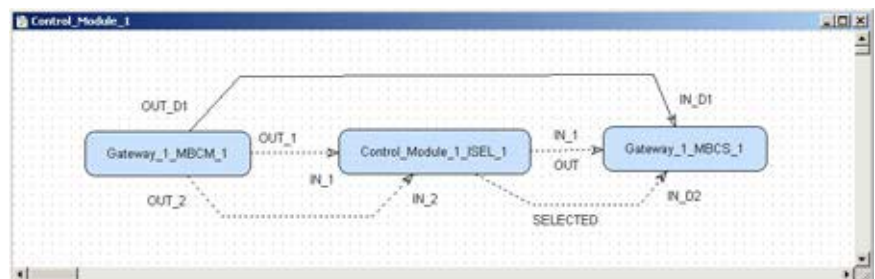 Control_Module_1
OUT_D1
IN_D1
OUT_1
IN_1
Gateway_1_MBCM_1
Control_Module_1_ISEL_1
Gateway_1_MBCS_1
IN_1
OUT
OUT_2
IN_2
IN_D2
SELECTED